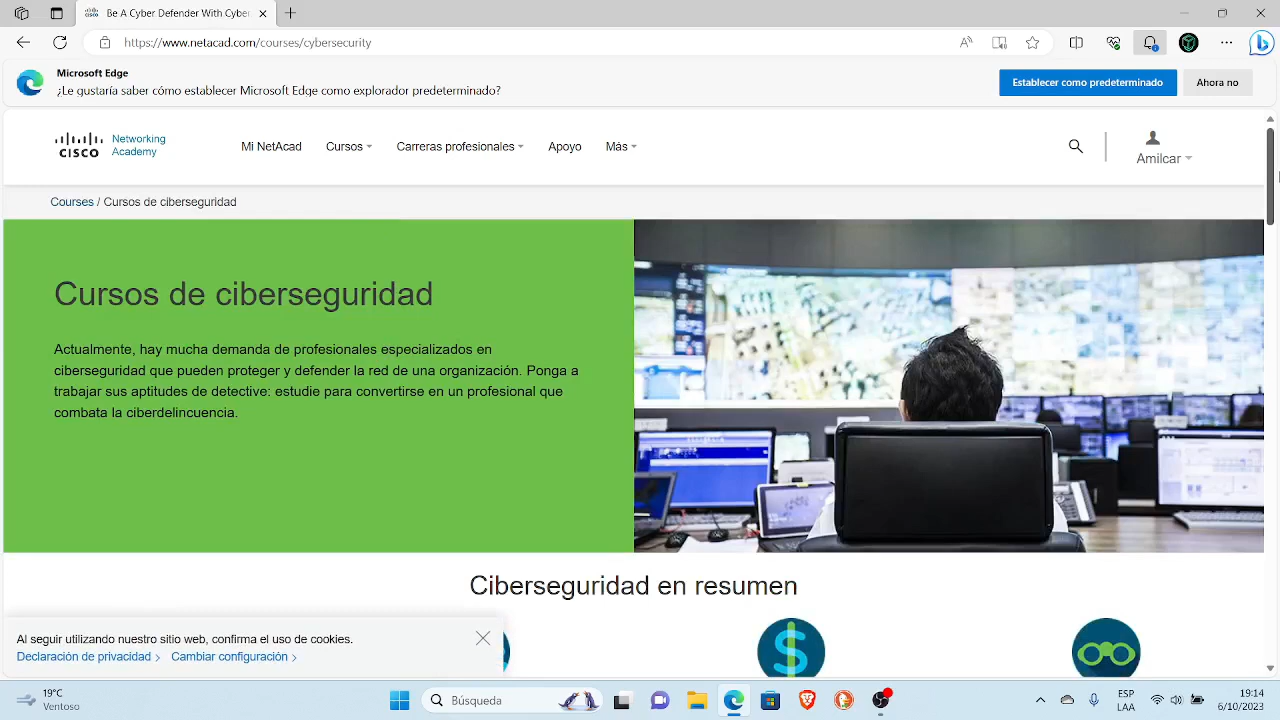 Be A Cyber Defender With Cyber
https://www.netacad.com/courses/cybersecurity
Microsoft Edge
¿Le gustaría saber cómo establecer Microsoft Edge como explorador predeterminado?
Establecer como predeterminado
Ahora no
CISCO
Networking
Academy
Mi NetAcad
Cursos
Carreras profesionales
Apoyo
Más
Amilcar
Courses / Cursos de ciberseguridad
Cursos de ciberseguridad
Actualmente, hay mucha demanda de profesionales especializados en
ciberseguridad que pueden proteger y defender la red de una organización. Ponga a
trabajar sus aptitudes de detective: estudie para convertirse en un profesional que
combata la ciberdelincuencia.
Ciberseguridad en resumen
Al seguir utilizando nuestro sitio web, confirma el uso de cookies.
Declaración de privacidad > Cambiar configuración >
19°C
Búsqueda
ESP
LAA
19:14
6/10/2023